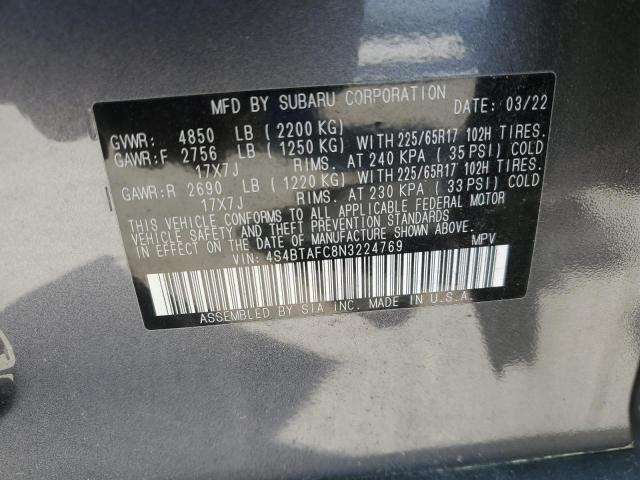 MFD BY SUBARU CORPORATION DATE: 03/22
GVWR: 4850 LB (2200 KG)
GAWR:F 2756 LB (1250 KG) WITH 225/65R17 102H TIRES.
17X7J RIMS. AT 240 KPA (35 PSI) COLD
GAWR:R 2690 LB (1220 KG) WITH 225/65R17 102H TIRES.
17X7J RIMS. AT 230 KPA (33 PSI) COLD
THIS VEHICLE CONFORMS TO ALL APPLICABLE FEDERAL MOTOR
VEHICLE SAFETY AND THEFT PREVENTION STANDARDS IN EFFECT
ON THE DATE OF MANUFACTURE SHOWN ABOVE.
VIN: 4S4BTAFC8N3224769 MPV
ASSEMBLED BY SIA INC. MADE IN U.S.A.